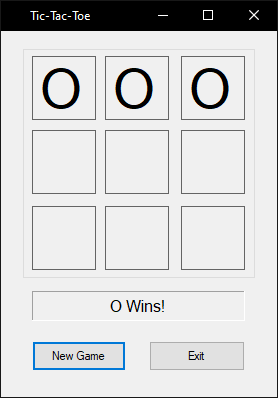 Tic-Tac-Toe
O O O
O Wins!
New Game Exit